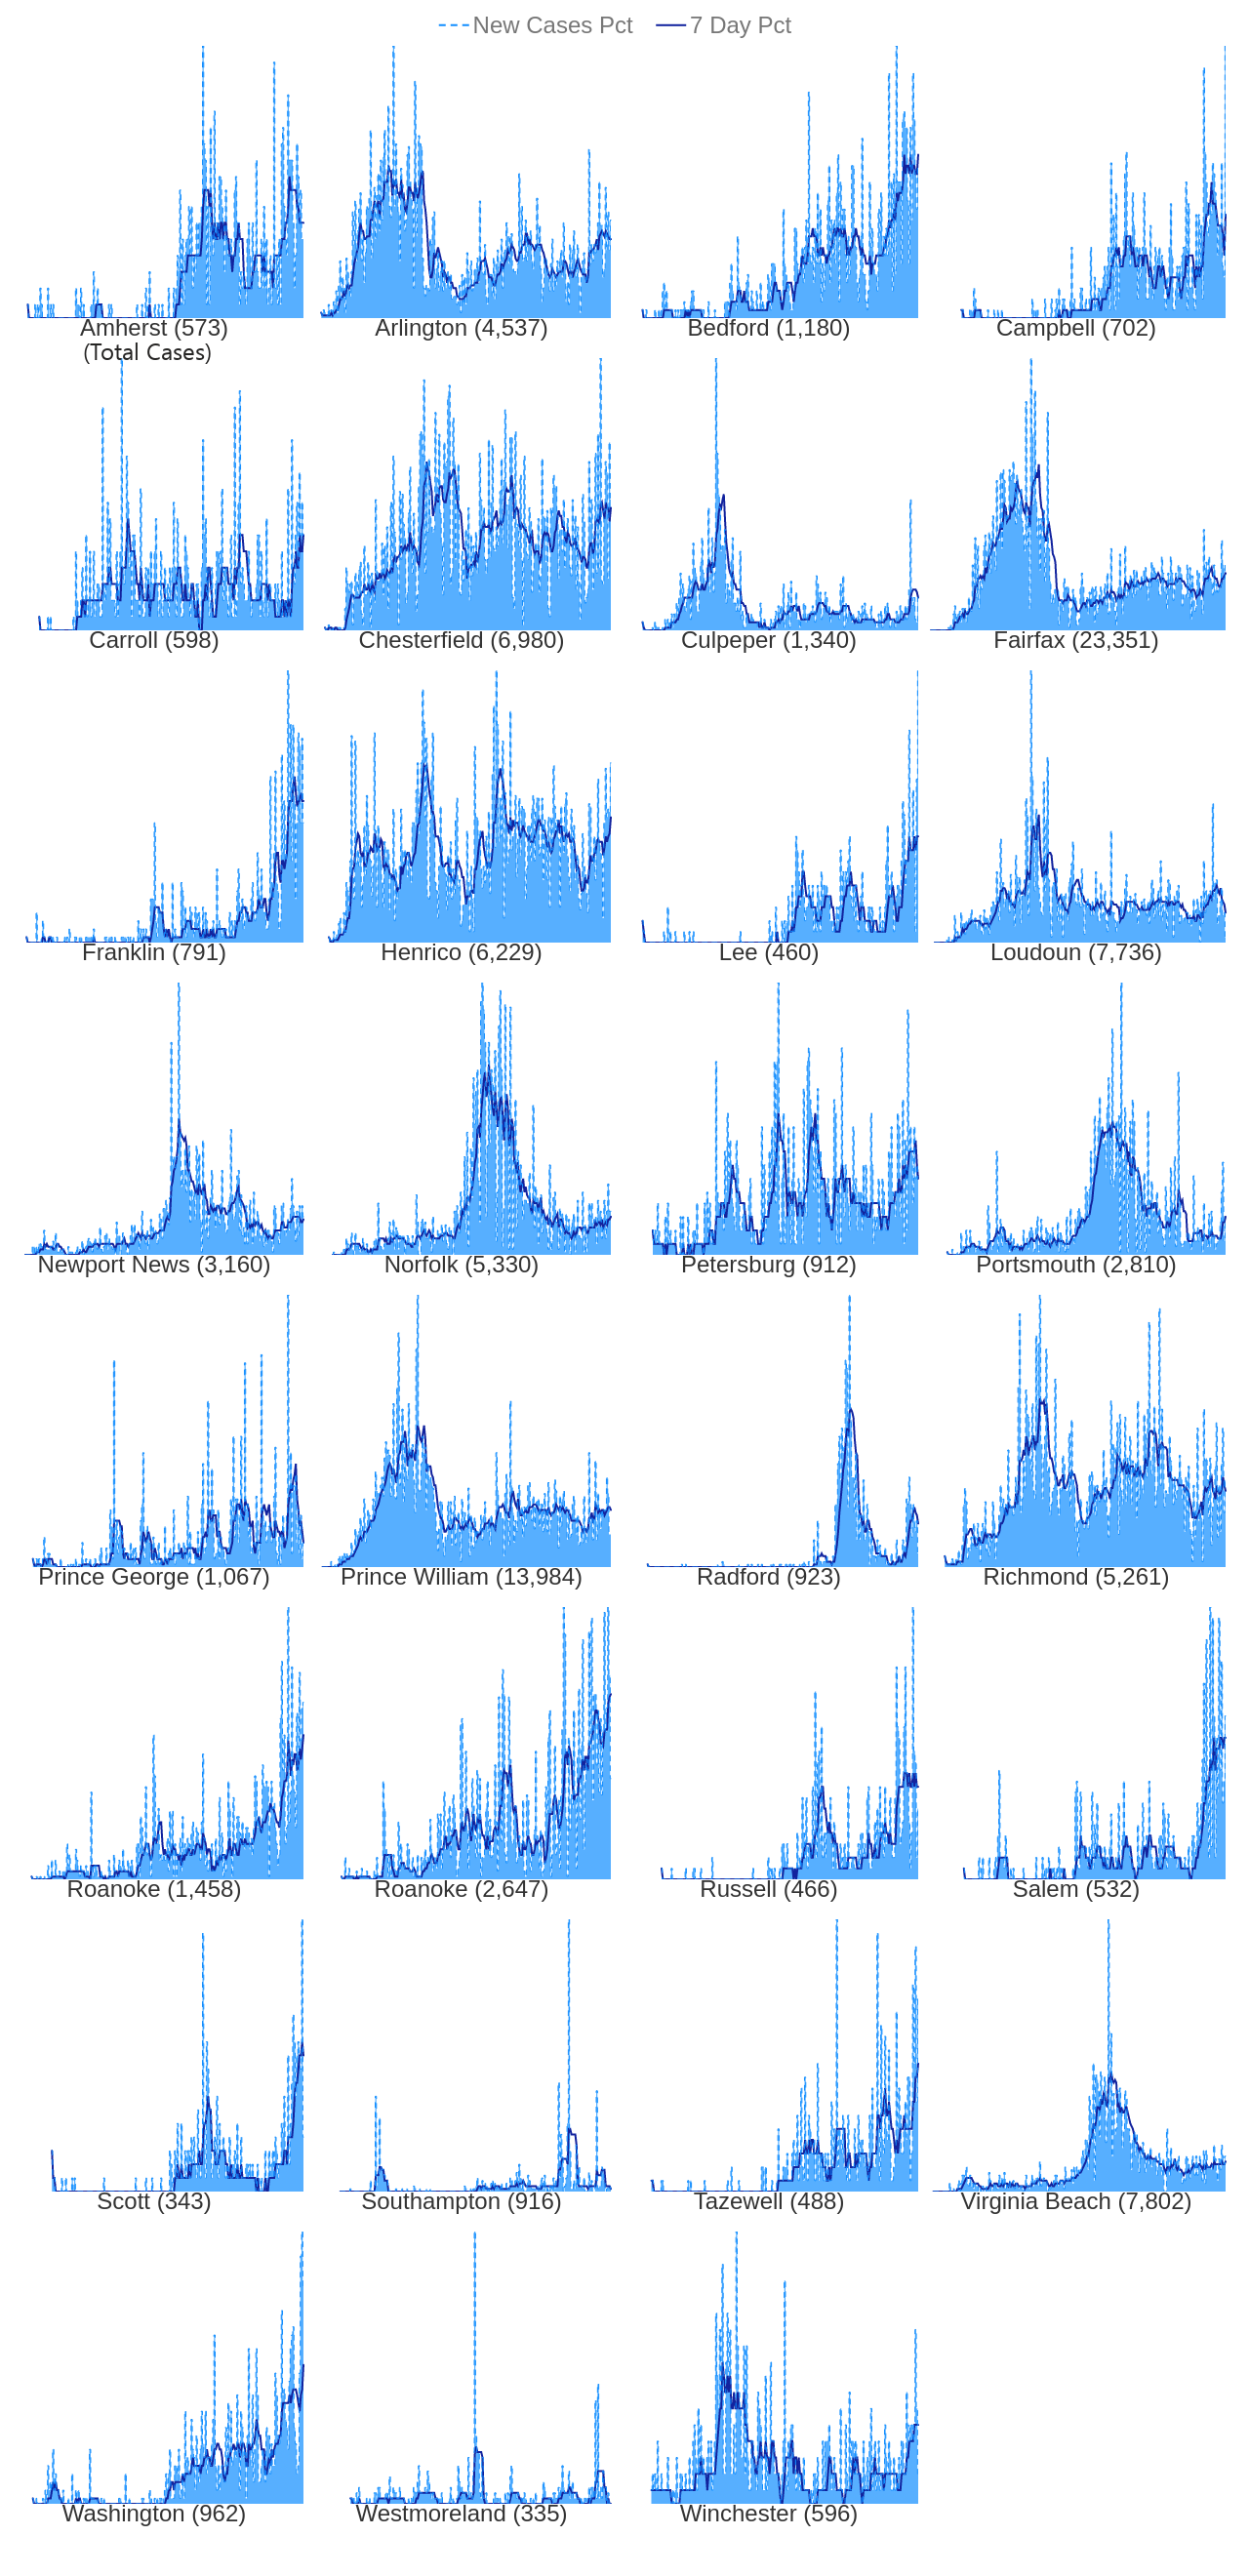 New Cases Pct 7 Day Pct
Amherst (573) Arlington (4,537) Bedford (1,180) Campbell (702)
(Total Cases)
Carroll (598) Chesterfield (6,980) Culpeper (1,340) Fairfax (23,351)
Franklin (791) Henrico (6,229) Lee (460) Loudoun (7,736)
Newport News (3,160) Norfolk (5,330) Petersburg (912) Portsmouth (2,810)
Prince George (1,067) Prince William (13,984) Radford (923) Richmond (5,261)
Roanoke (1,458) Roanoke (2,647) Russell (466) Salem (532)
Scott (343) Southampton (916) Tazewell (488) Virginia Beach (7,802)
Washington (962) Westmoreland (335) Winchester (596)